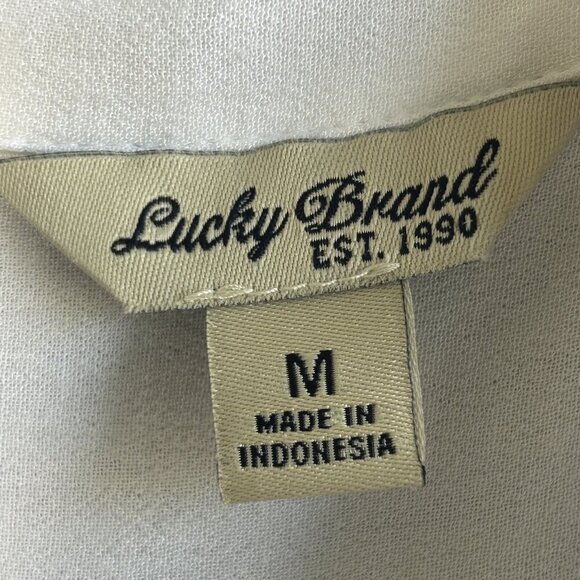 Lucky Brand
EST. 1990
M
MADE IN
INDONESIA